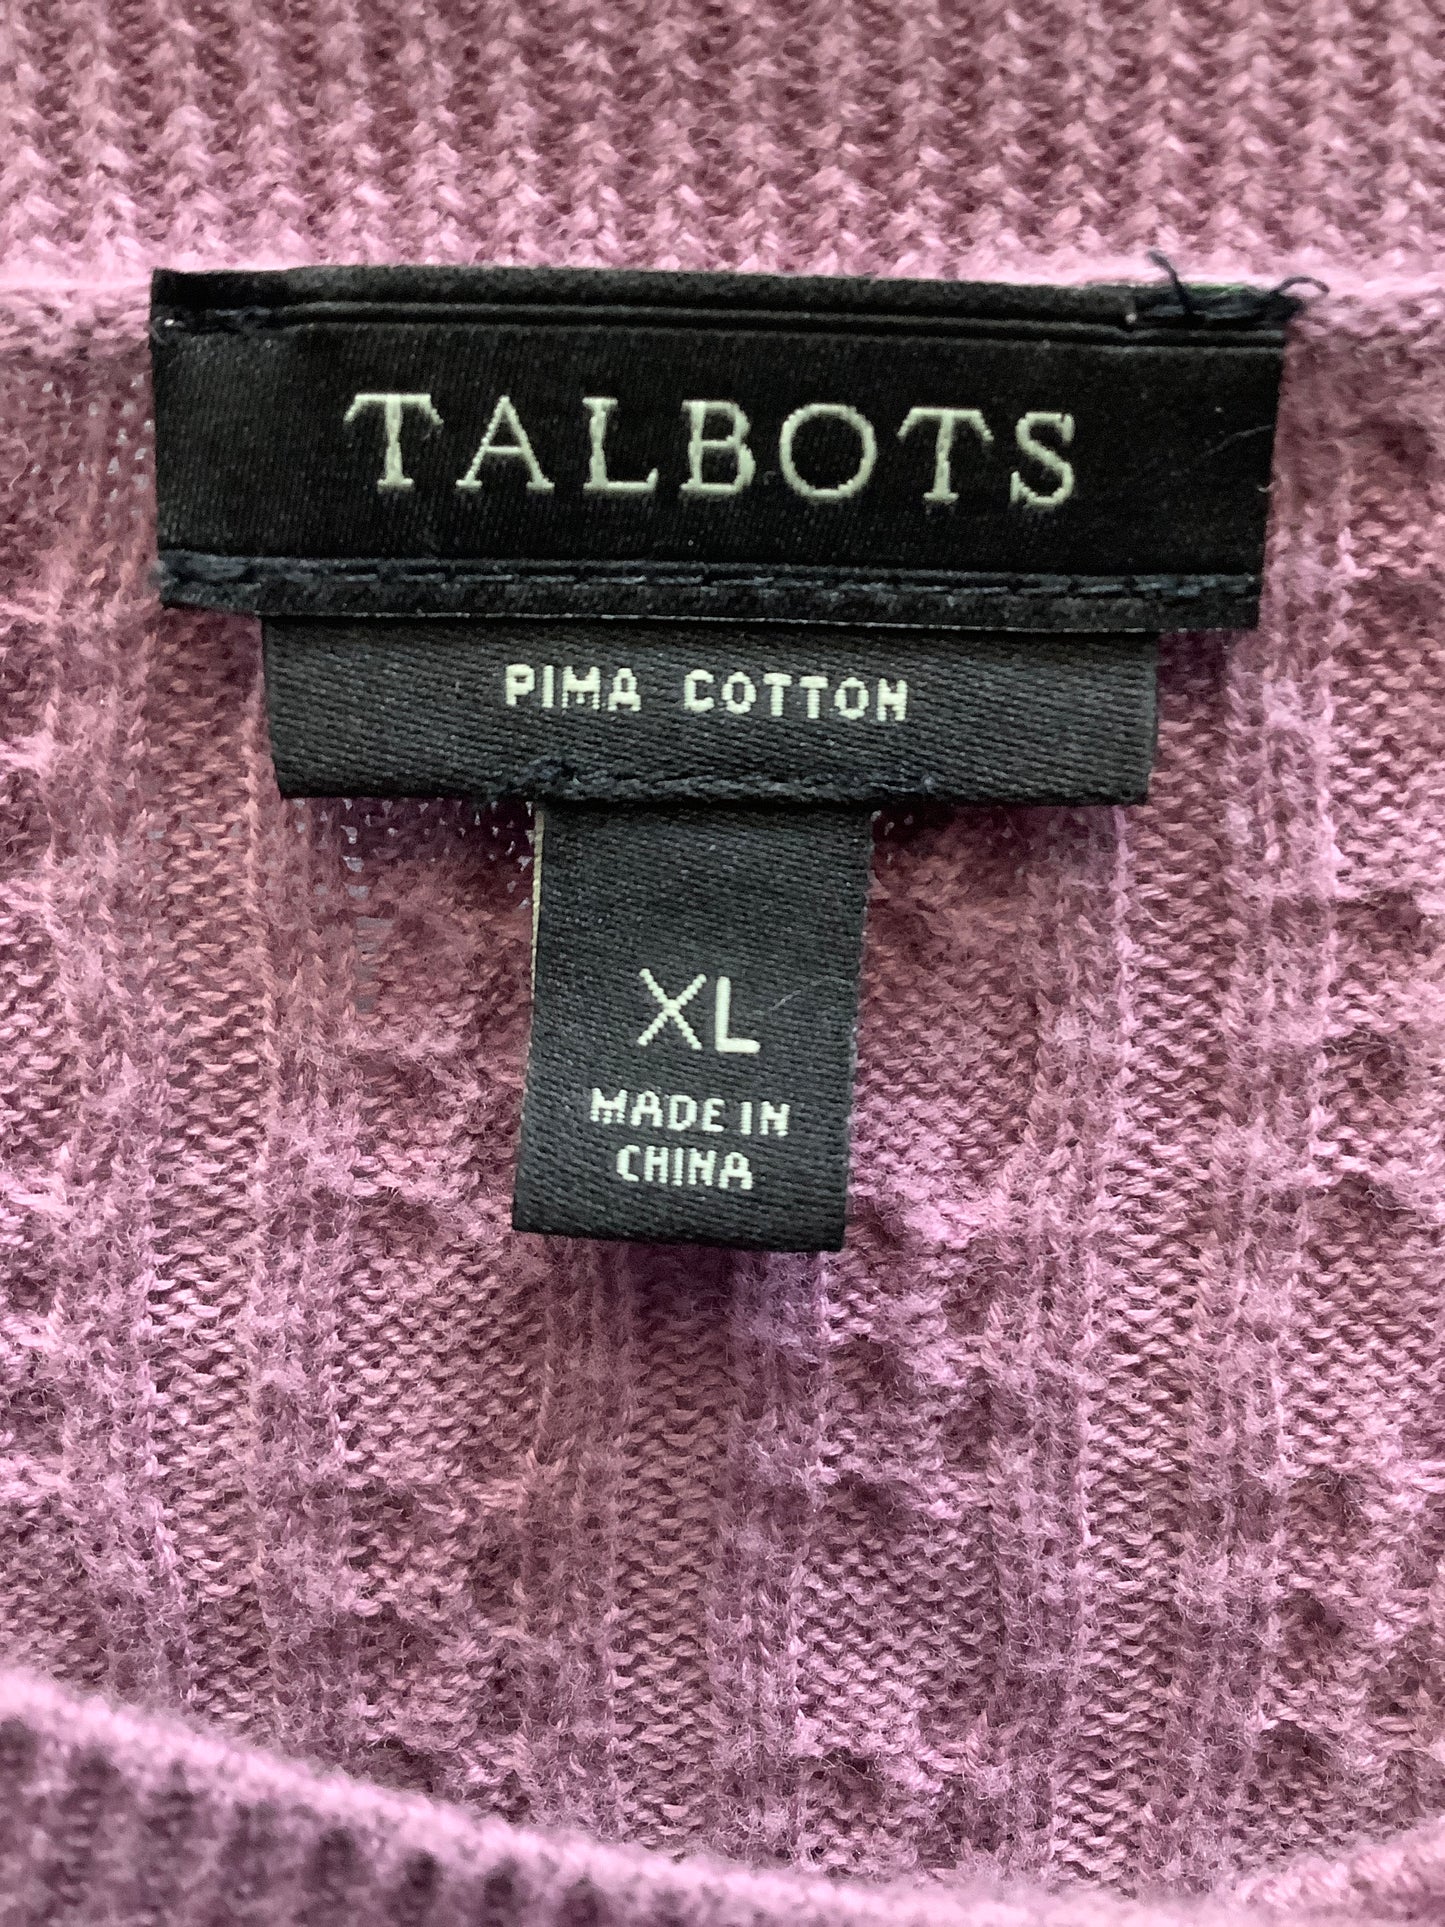 TALBOTS
PIMA COTTON
XL
MADE IN
CHINA